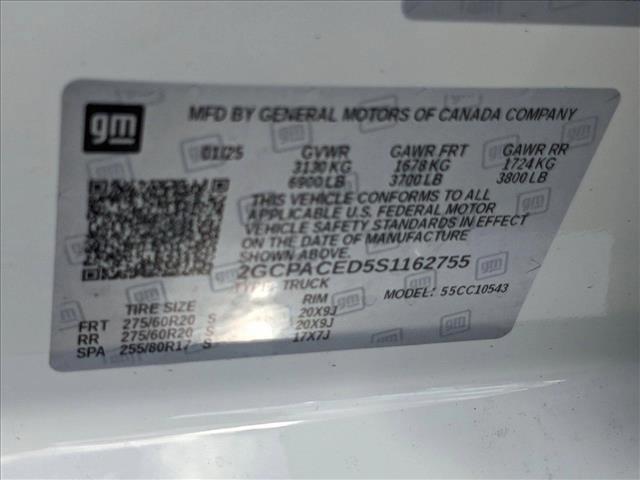 gm
MFD BY GENERAL MOTORS OF CANADA COMPANY
01/25 GVWR GAWR FRT GAWR RR
3130 KG 1678 KG 1724 KG
6900 LB 3700 LB 3800 LB
THIS VEHICLE CONFORMS TO ALL
APPLICABLE U.S. FEDERAL MOTOR
VEHICLE SAFETY STANDARDS IN EFFECT
ON THE DATE OF MANUFACTURE
SHOWN ABOVE.
2GCPACED5S1162755
TYPE: TRUCK MODEL: 55CC10543
TIRE SIZE RIM
FRT 275/60R20 S 20X9J
RR 275/60R20 S 20X9J
SPA 255/80R17 S 17X7J